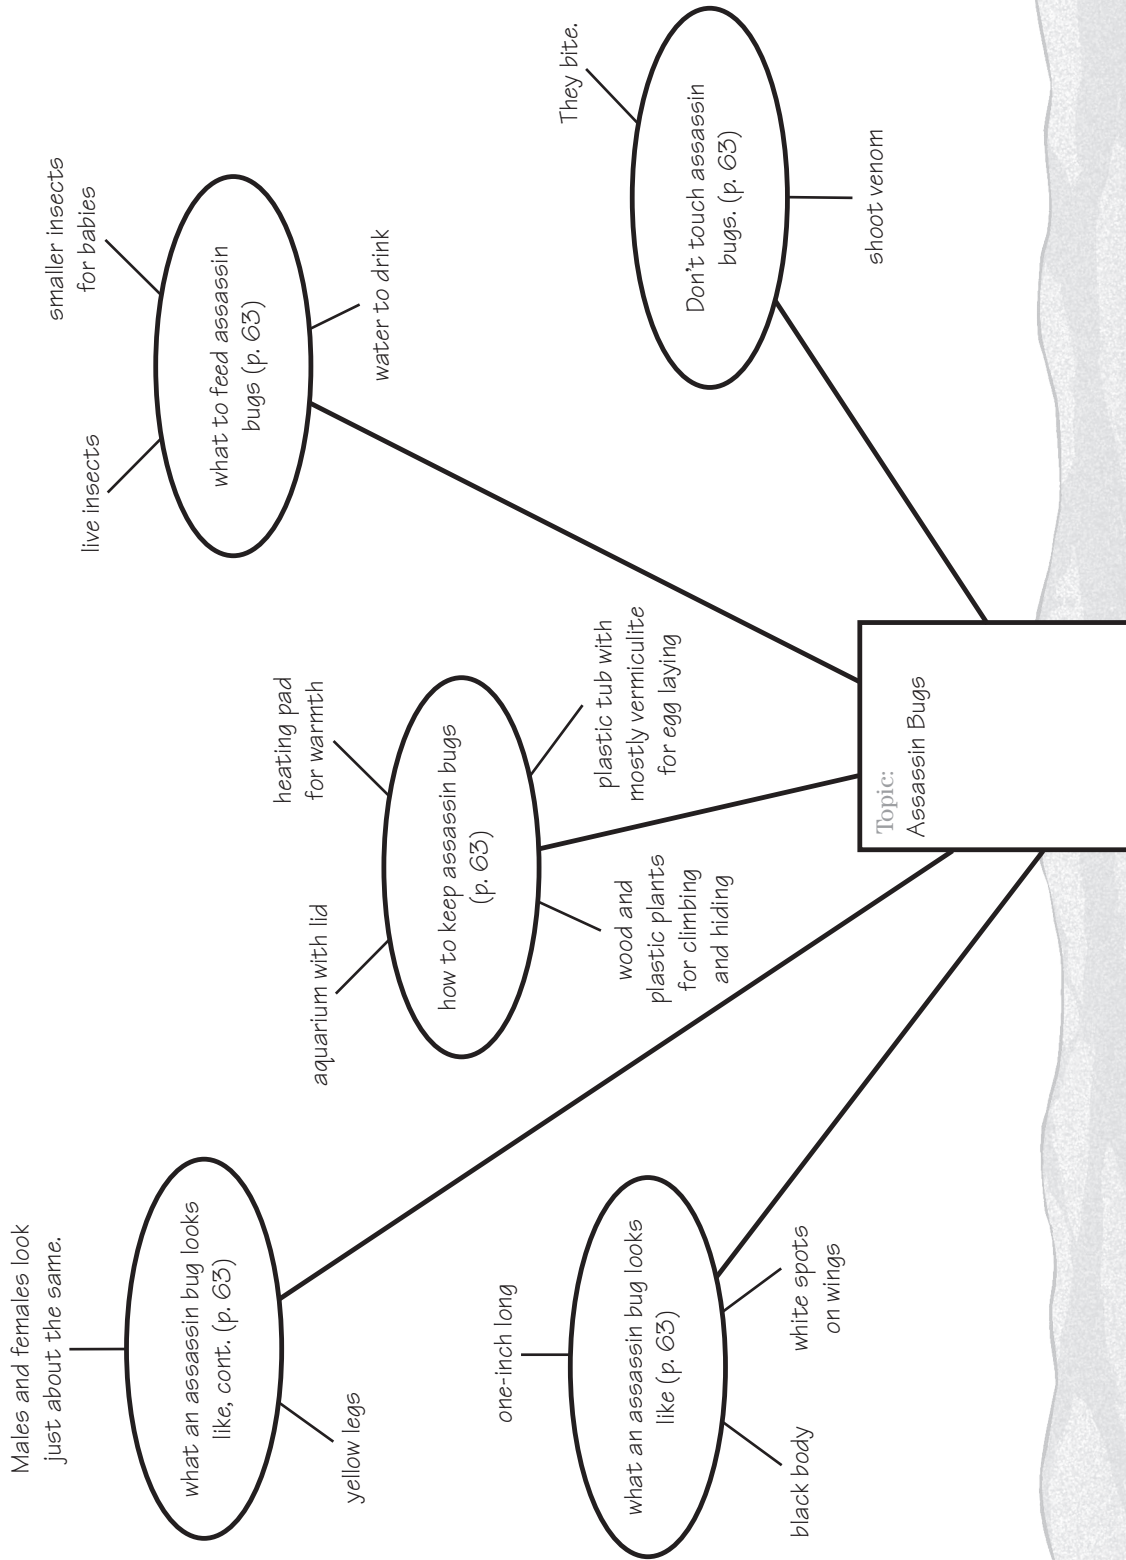 Males and females look
just about the same.
what an assassin bug looks
like, cont. (p. 63)
yellow legs
one-inch long
what an assassin bug looks
like (p. 63)
black body
white spots
on wings
aquarium with lid
heating pad
for warmth
how to keep assassin bugs
(p. 63)
wood and
plastic plants
for climbing
and hiding
plastic tub with
mostly vermiculite
for egg laying
live insects
smaller insects
for babies
what to feed assassin
bugs (p. 63)
water to drink
They bite.
Don't touch assassin
bugs. (p. 63)
shoot venom
Topic:
Assassin Bugs